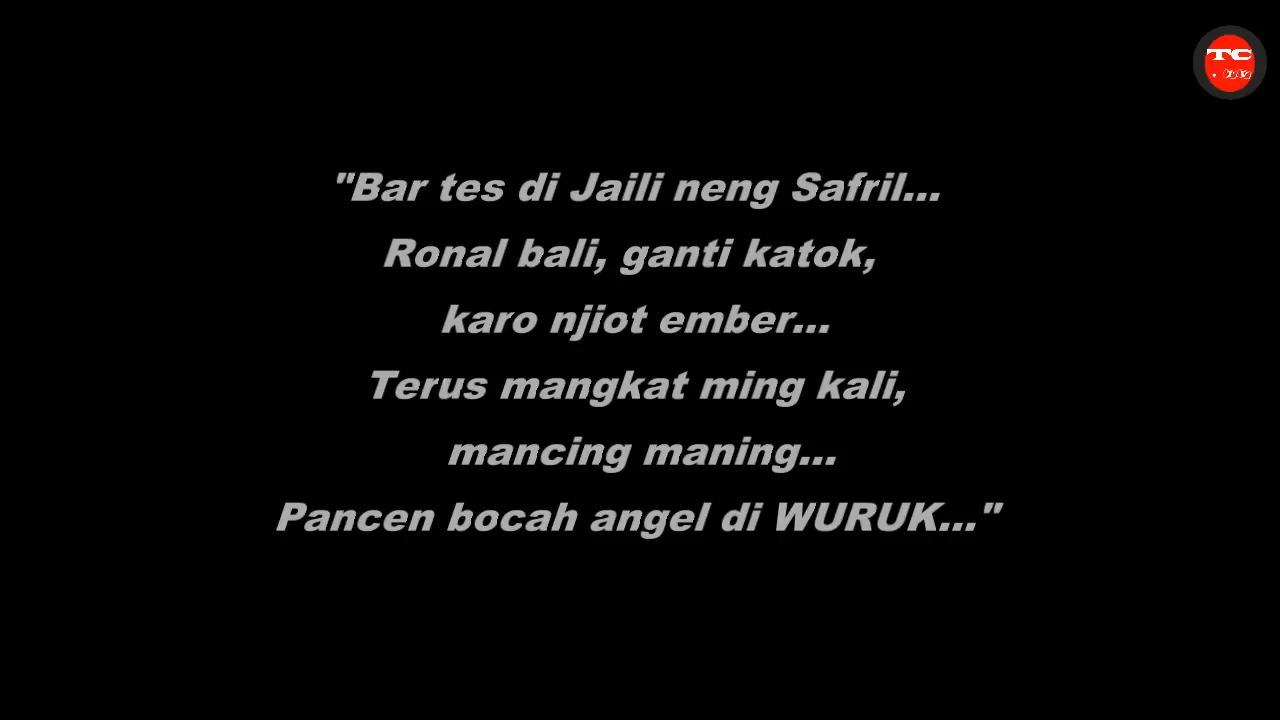 TC
"Bar tes di Jaili neng Safril...
Ronal bali, ganti katok,
karo njiot ember...
Terus mangkat ming kali,
mancing maning...
Pancen bocah angel di WURUK..."